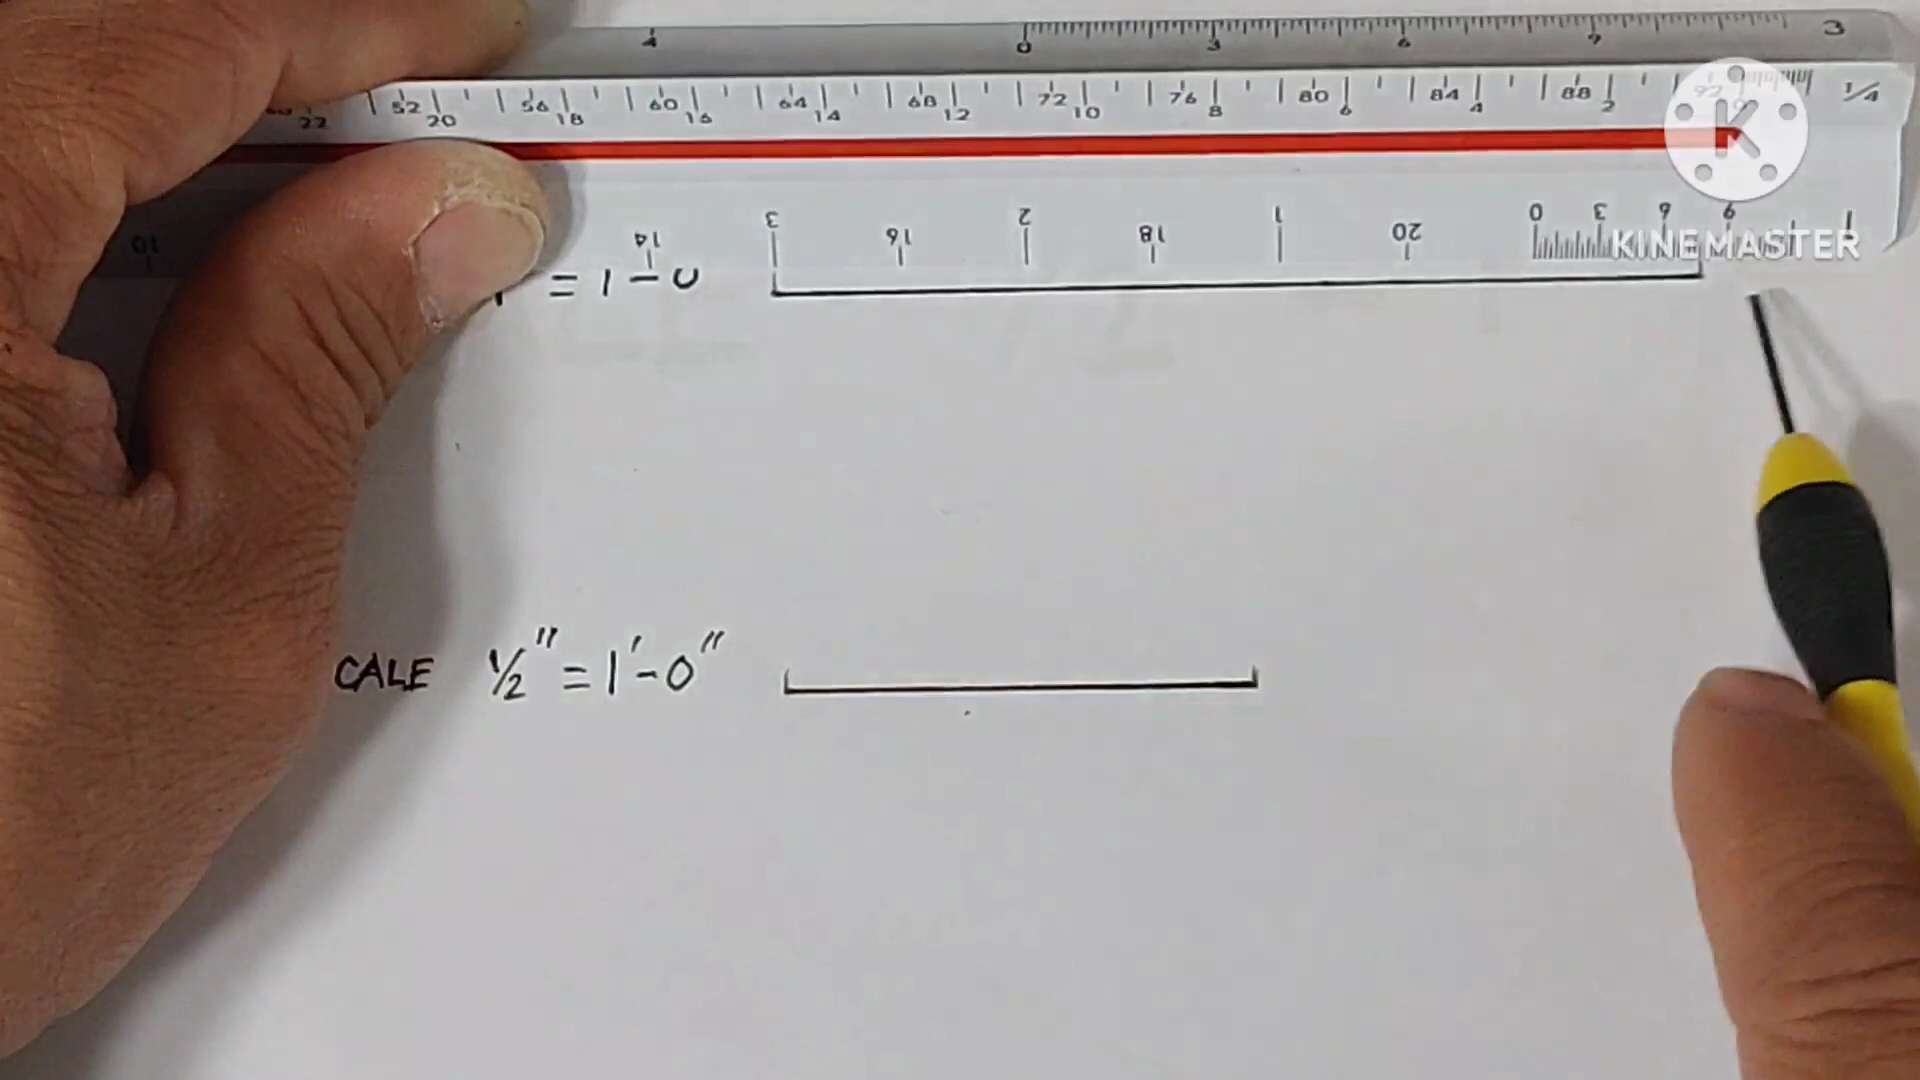 4 0 3 6 9 3
52 56 60 64 68 72 76 80 84 88 92 1/4
22 20 18 16 14 12 10 8 6 4 2
K
3 2 1 0 3 6 9 1
10 14 16 18 20
KINEMASTER
= 1 - 0
CALE 1/2" = 1'-0"